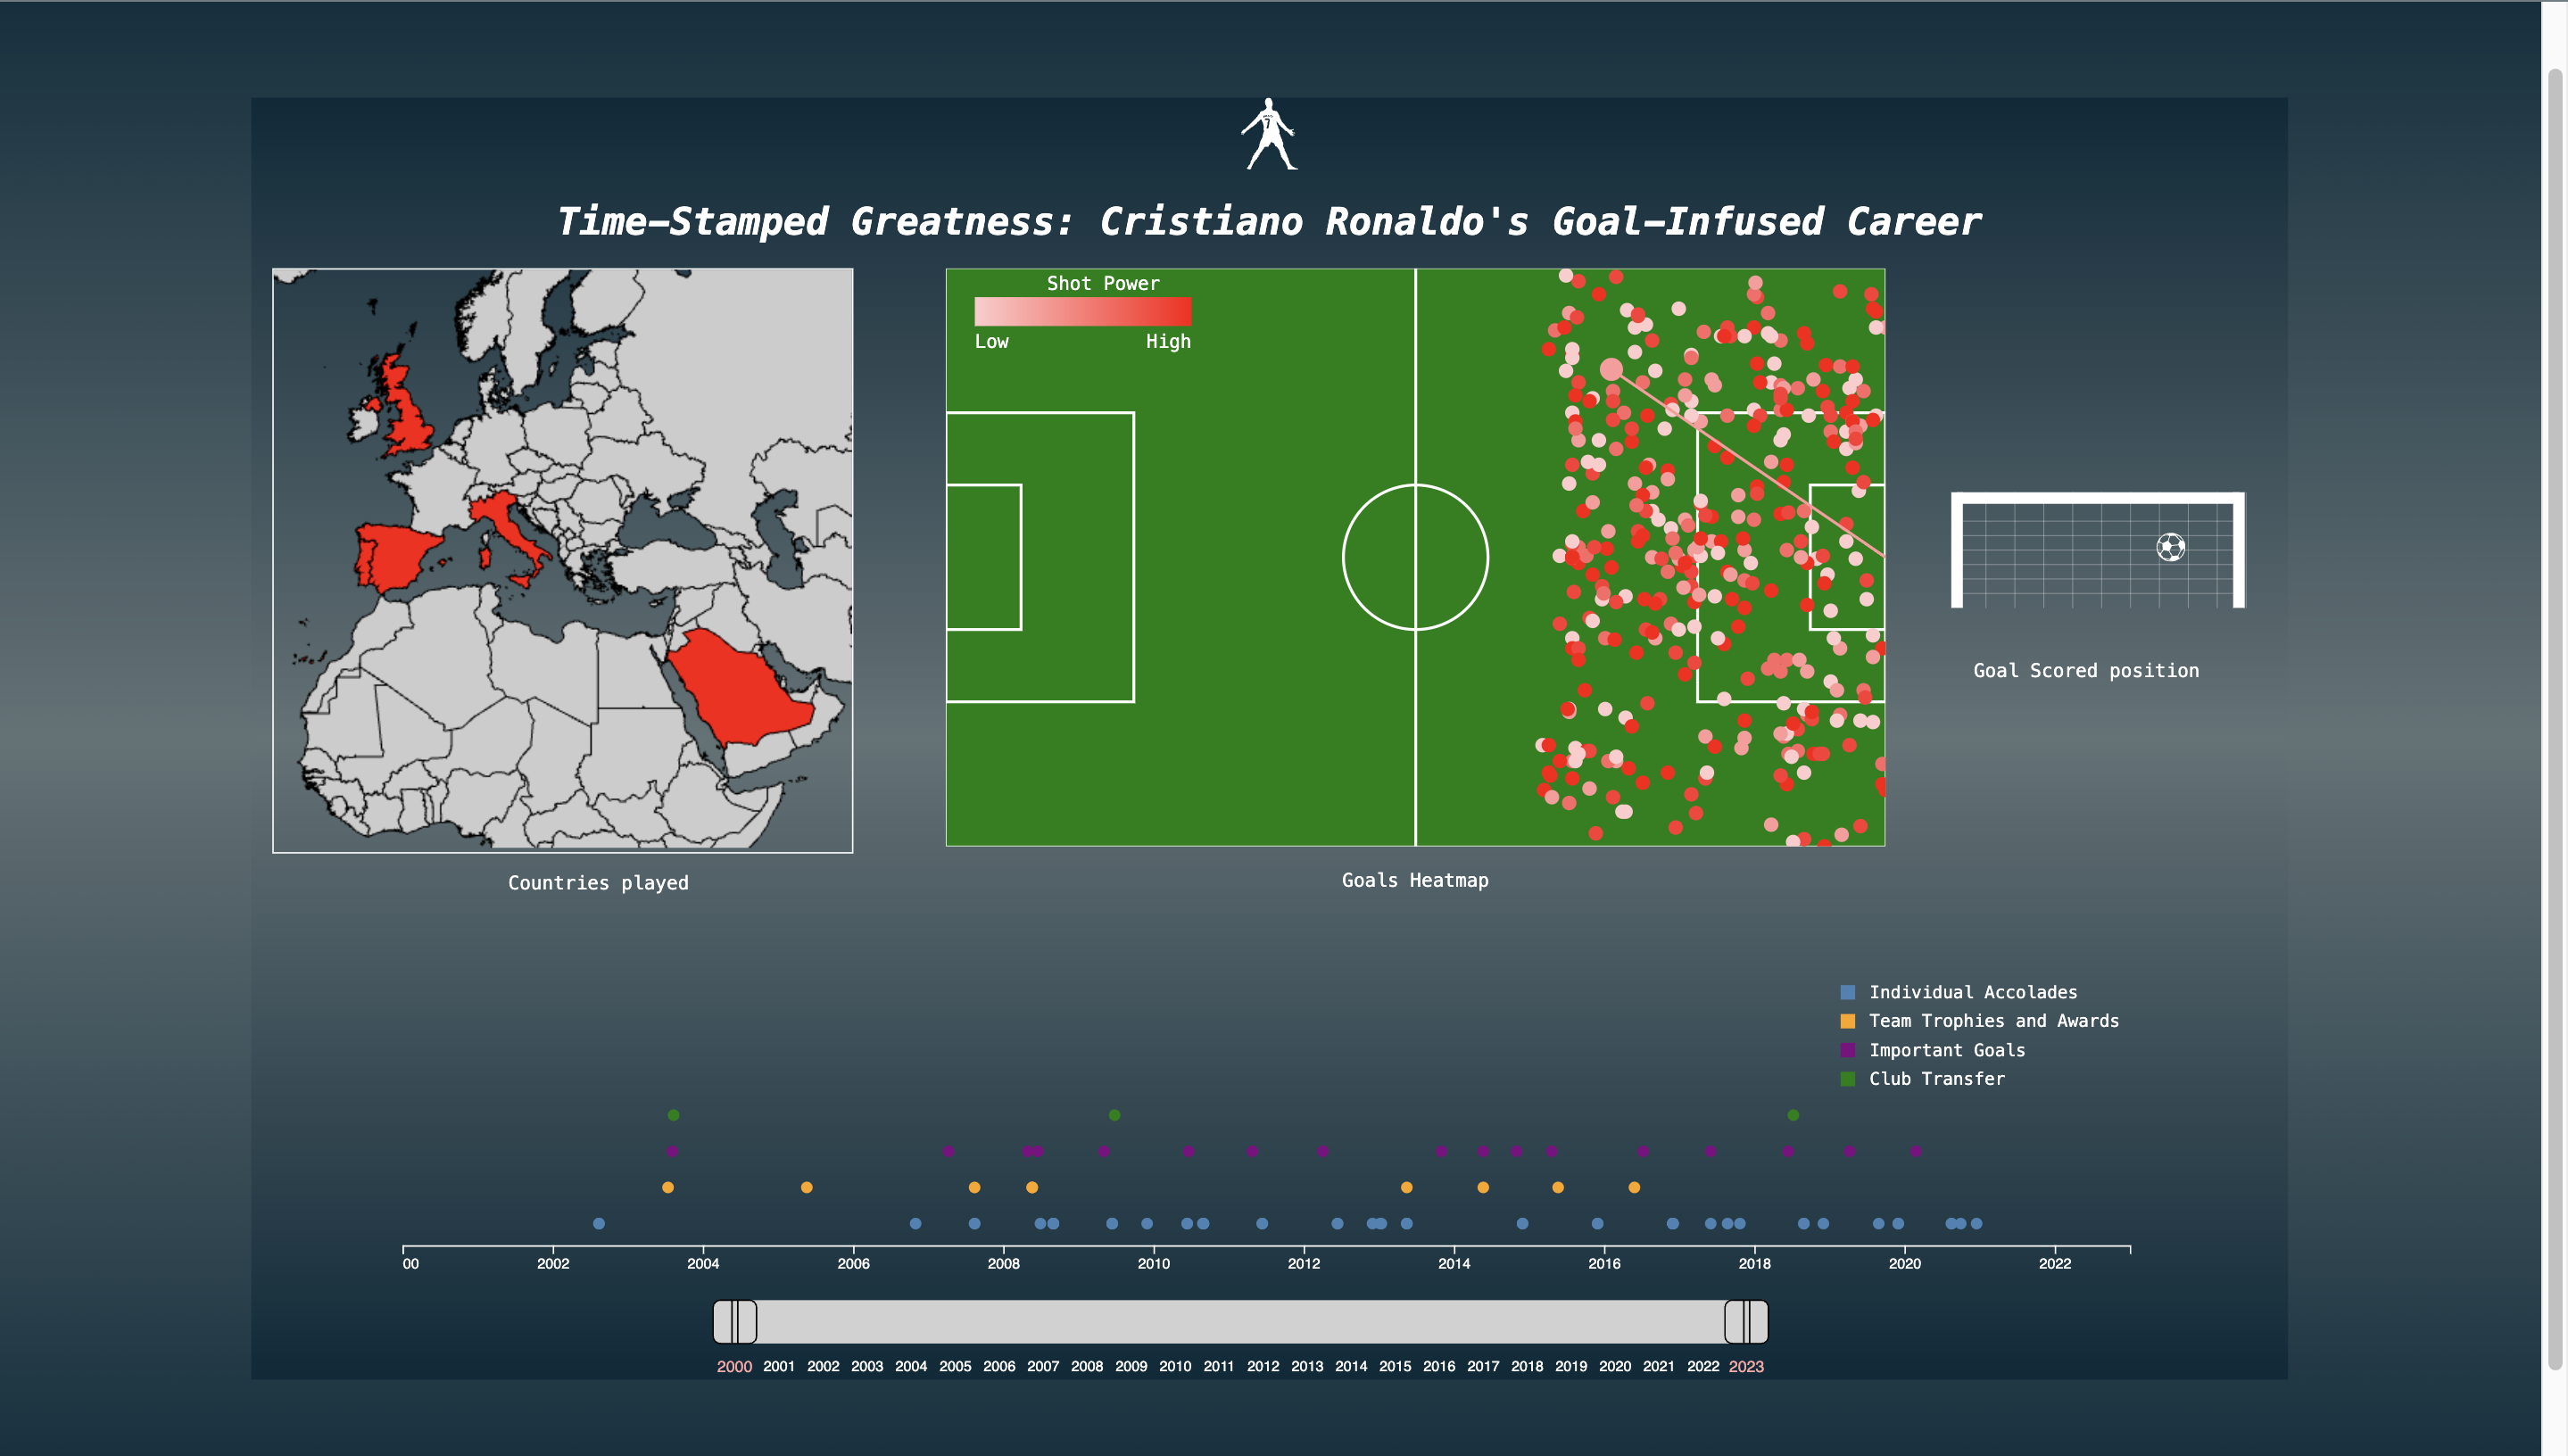 7
Time-Stamped Greatness: Cristiano Ronaldo's Goal-Infused Career
Shot Power
Low High
Goal Scored position
Countries played
Goals Heatmap
Individual Accolades
Team Trophies and Awards
Important Goals
Club Transfer
00 2002 2004 2006 2008 2010 2012 2014 2016 2018 2020 2022
2000 2001 2002 2003 2004 2005 2006 2007 2008 2009 2010 2011 2012 2013 2014 2015 2016 2017 2018 2019 2020 2021 2022 2023